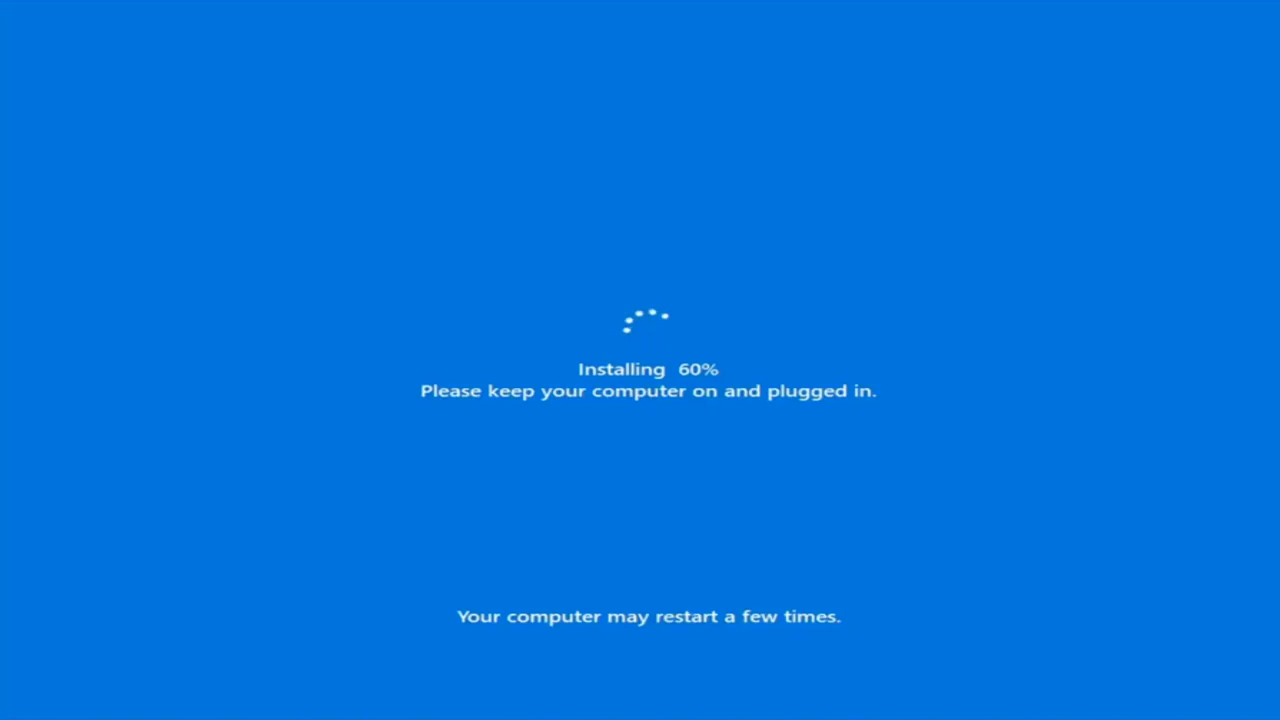 Installing  60%
Please keep your computer on and plugged in.
Your computer may restart a few times.